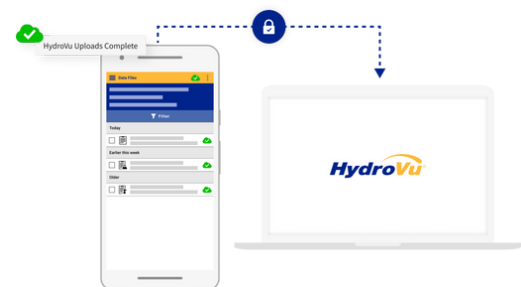 HydroVu Uploads Complete
Data Files
Filter
Today
Earlier this week
Older
HydroVu